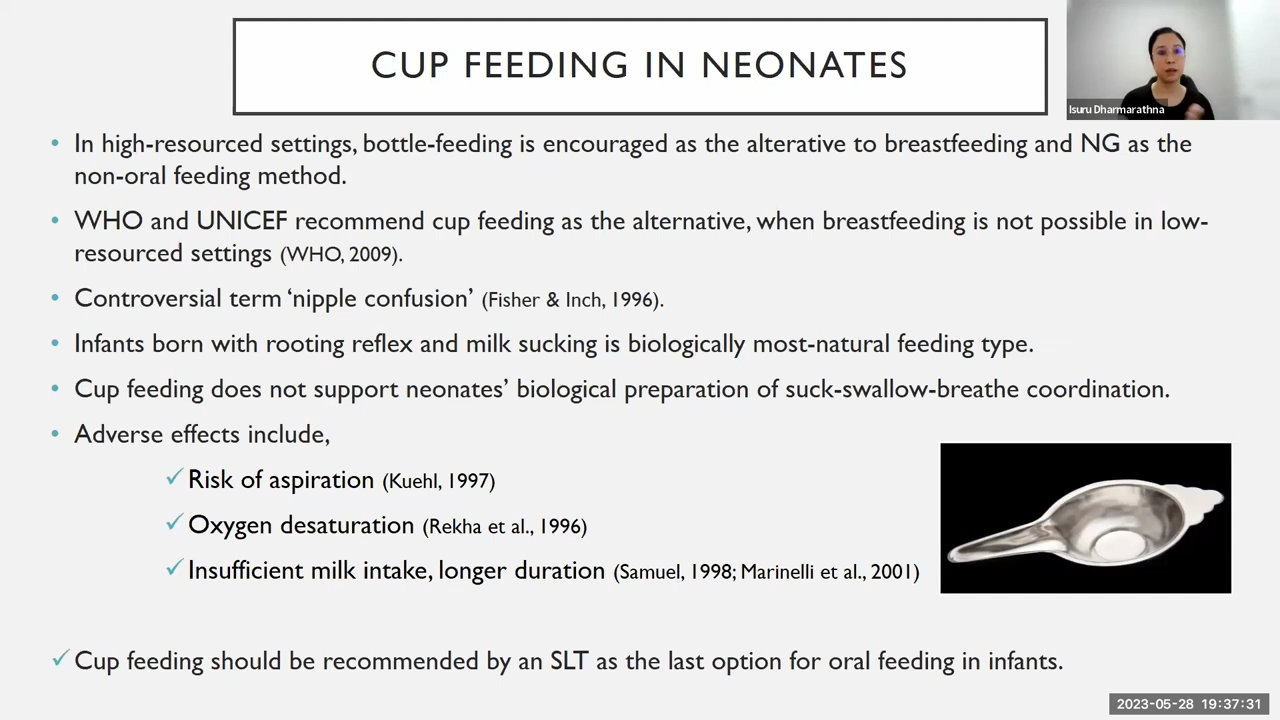 CUP FEEDING IN NEONATES
Isuru Dharmarathna
• In high-resourced settings, bottle-feeding is encouraged as the alterative to breastfeeding and NG as the
non-oral feeding method.
• WHO and UNICEF recommend cup feeding as the alternative, when breastfeeding is not possible in low-
resourced settings (WHO, 2009).
• Controversial term ‘nipple confusion’ (Fisher & Inch, 1996).
• Infants born with rooting reflex and milk sucking is biologically most-natural feeding type.
• Cup feeding does not support neonates’ biological preparation of suck-swallow-breathe coordination.
• Adverse effects include,
✓ Risk of aspiration (Kuehl, 1997)
✓ Oxygen desaturation (Rekha et al., 1996)
✓ Insufficient milk intake, longer duration (Samuel, 1998; Marinelli et al., 2001)
✓ Cup feeding should be recommended by an SLT as the last option for oral feeding in infants.
2023-05-28 19:37:31